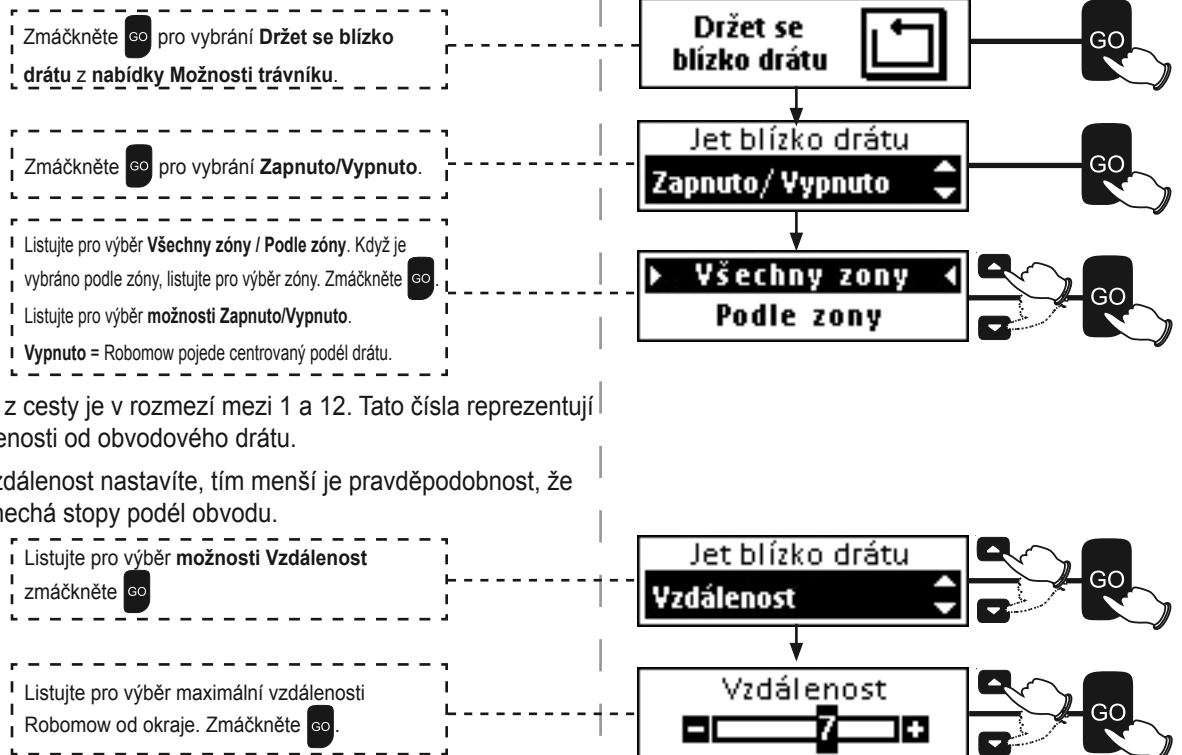 Zmáčkněte GO pro vybrání Držet se blízko
drátu z nabídky Možnosti trávníku.
Držet se
blízko drátu
GO
Zmáčkněte GO pro vybrání Zapnuto/Vypnuto.
Jet blízko drátu
Zapnuto/ Vypnuto
GO
Listujte pro výběr Všechny zóny / Podle zóny. Když je
vybráno podle zóny, listujte pro výběr zóny. Zmáčkněte GO.
Listujte pro výběr možnosti Zapnuto/Vypnuto.
Vypnuto = Robomow pojede centrovaný podél drátu.
Všechny zony
Podle zony
GO
z cesty je v rozmezí mezi 1 a 12. Tato čísla reprezentují
enosti od obvodového drátu.
zdálenost nastavíte, tím menší je pravděpodobnost, že
nechá stopy podél obvodu.
Listujte pro výběr možnosti Vzdálenost
zmáčkněte GO
Jet blízko drátu
Vzdálenost
GO
Listujte pro výběr maximální vzdálenosti
Robomow od okraje. Zmáčkněte GO.
Vzdálenost
7
GO